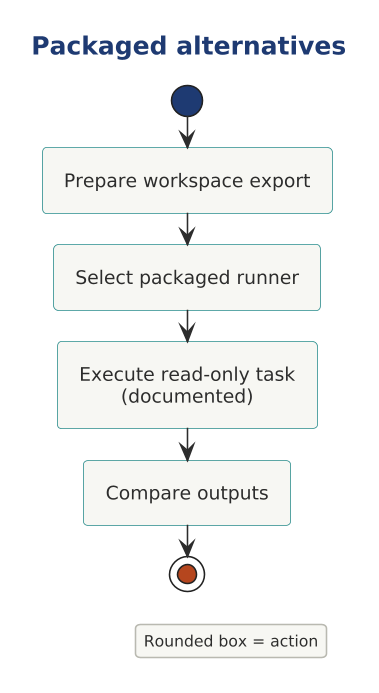 Packaged alternatives
Prepare workspace export
Select packaged runner
Execute read-only task
(documented)
Compare outputs
Rounded box = action